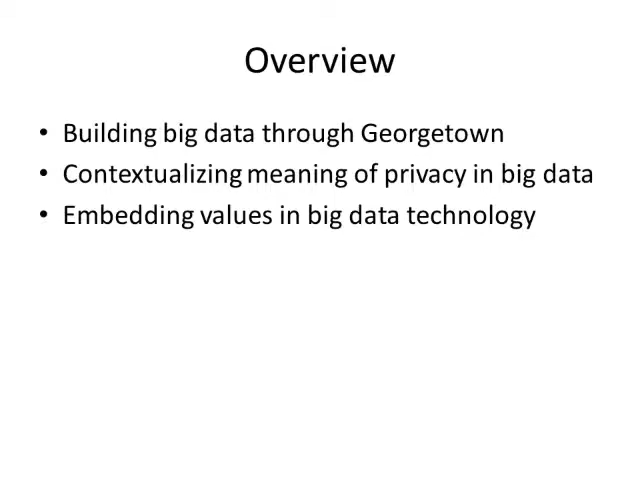 Overview
• Building big data through Georgetown
• Contextualizing meaning of privacy in big data
• Embedding values in big data technology